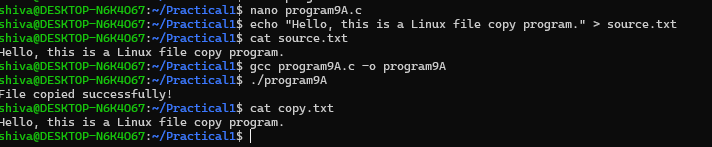 shiva@DESKTOP-N6K4O67:~/Practical1$ nano program9A.c
shiva@DESKTOP-N6K4O67:~/Practical1$ echo "Hello, this is a Linux file copy program." > source.txt
shiva@DESKTOP-N6K4O67:~/Practical1$ cat source.txt
Hello, this is a Linux file copy program.
shiva@DESKTOP-N6K4O67:~/Practical1$ gcc program9A.c -o program9A
shiva@DESKTOP-N6K4O67:~/Practical1$ ./program9A
File copied successfully!
shiva@DESKTOP-N6K4O67:~/Practical1$ cat copy.txt
Hello, this is a Linux file copy program.
shiva@DESKTOP-N6K4O67:~/Practical1$